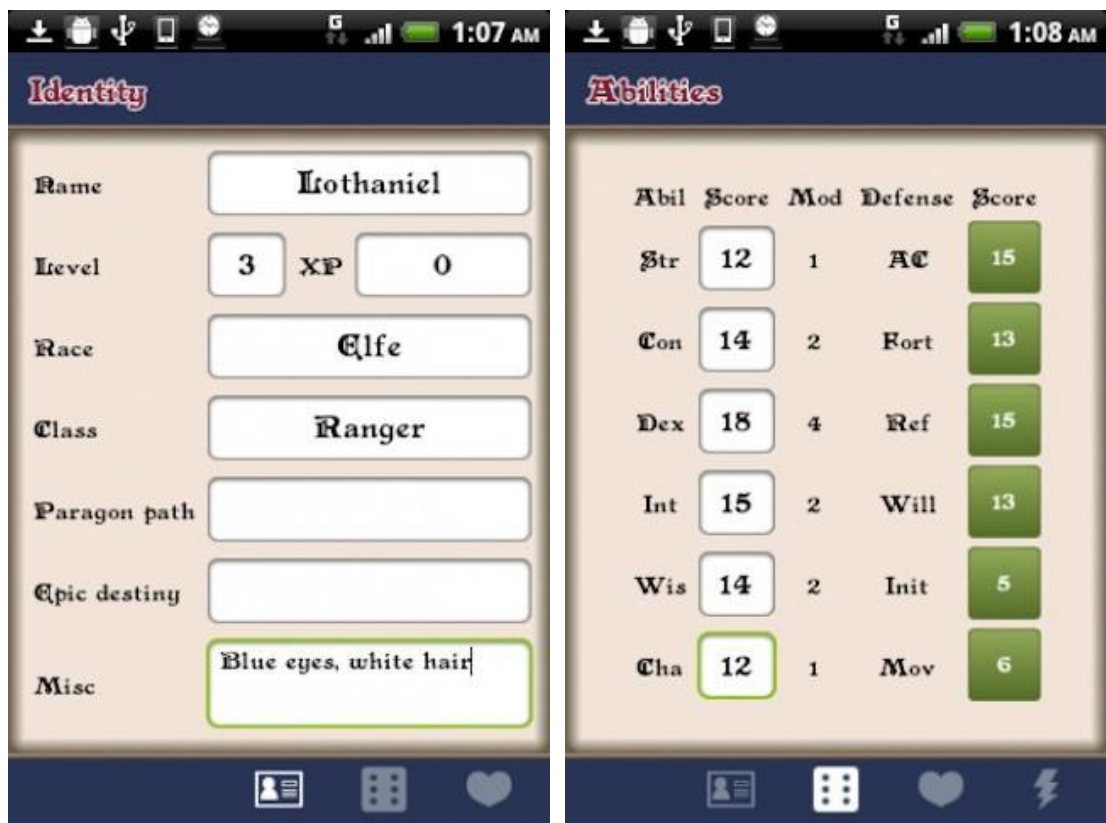 G 1:07 AM
Identity
Name Lothaniel
Level 3 XP 0
Race Elfe
Class Ranger
Paragon path
Epic destiny
Misc Blue eyes, white hair
G 1:08 AM
Abilities
Abil Score Mod Defense Score
Str 12 1 AC 15
Con 14 2 Fort 13
Dex 18 4 Ref 15
Int 15 2 Will 13
Wis 14 2 Init 5
Cha 12 1 Mov 6